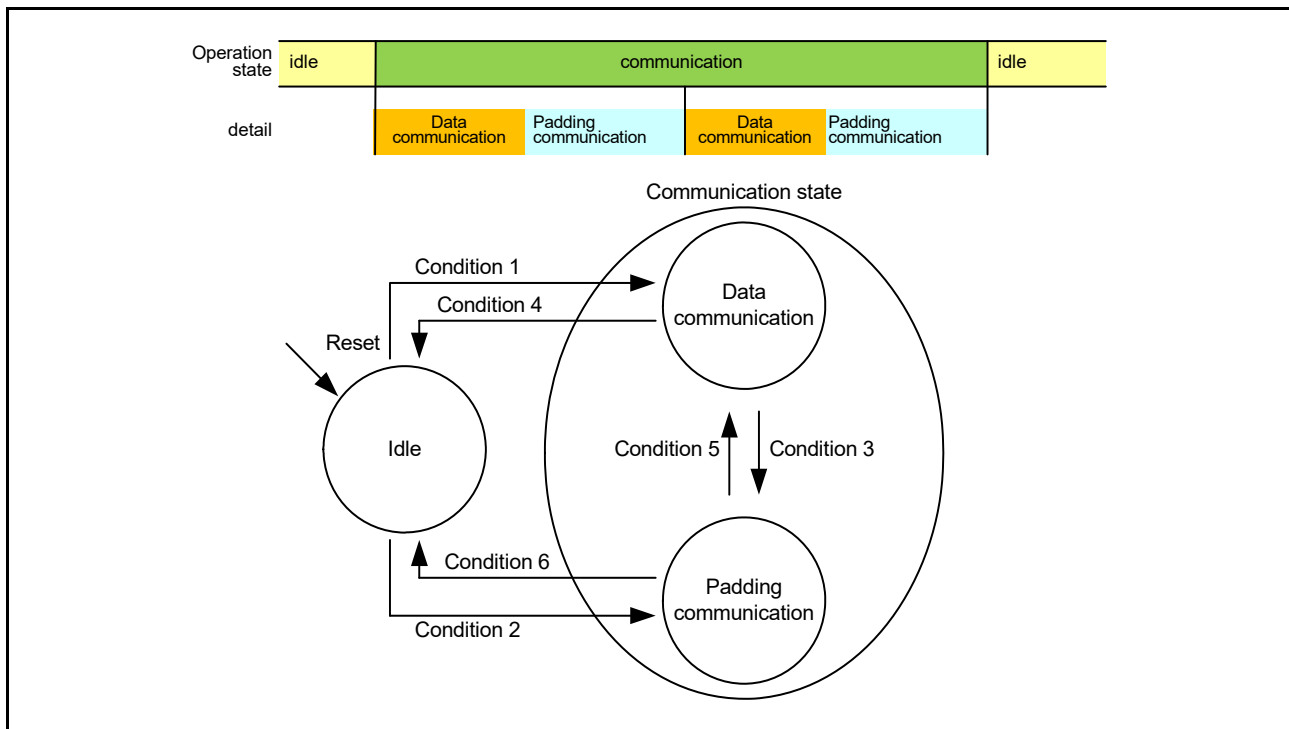 Operation
state
idle
communication
idle
detail
Data
communication
Padding
communication
Data
communication
Padding
communication
Communication state
Condition 1
Data
communication
Condition 4
Reset
Idle
Condition 5
Condition 3
Condition 6
Padding
communication
Condition 2